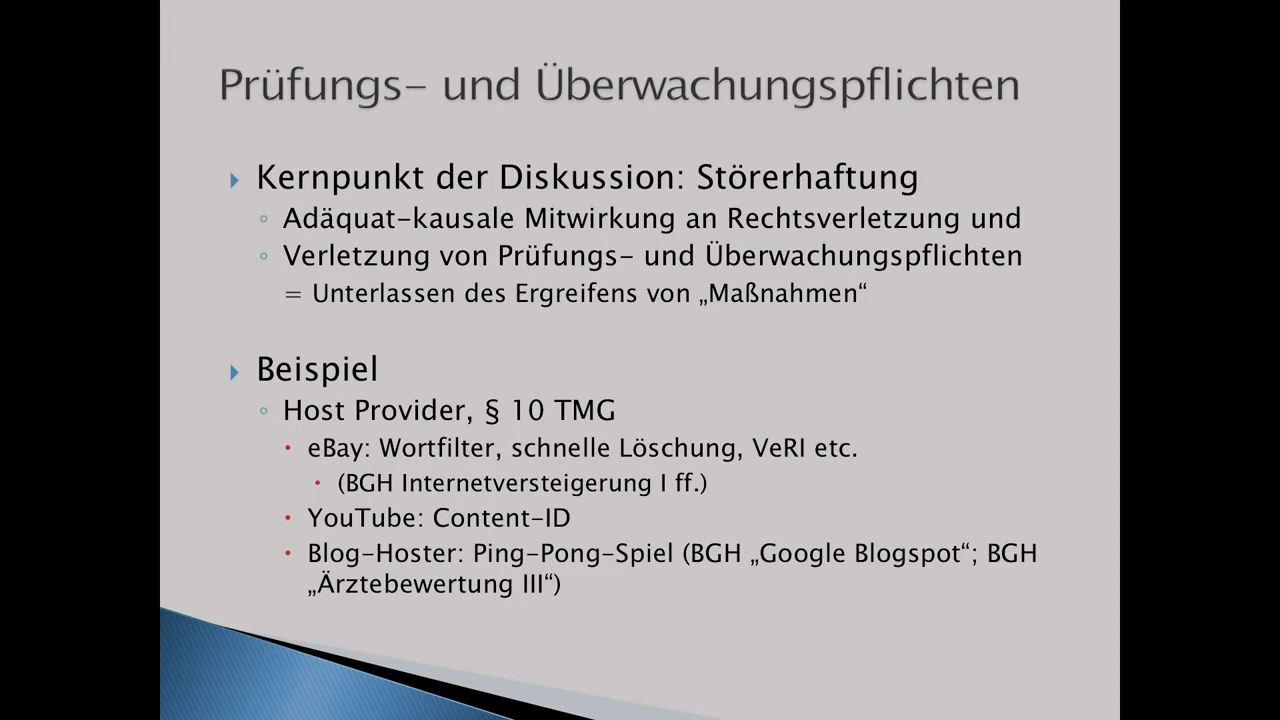 Prüfungs- und Überwachungspflichten
Kernpunkt der Diskussion: Störerhaftung
Adäquat-kausale Mitwirkung an Rechtsverletzung und
Verletzung von Prüfungs- und Überwachungspflichten
= Unterlassen des Ergreifens von „Maßnahmen“
Beispiel
Host Provider, § 10 TMG
eBay: Wortfilter, schnelle Löschung, VeRI etc.
(BGH Internetversteigerung I ff.)
YouTube: Content-ID
Blog-Hoster: Ping-Pong-Spiel (BGH „Google Blogspot“; BGH
„Ärztebewertung III“)